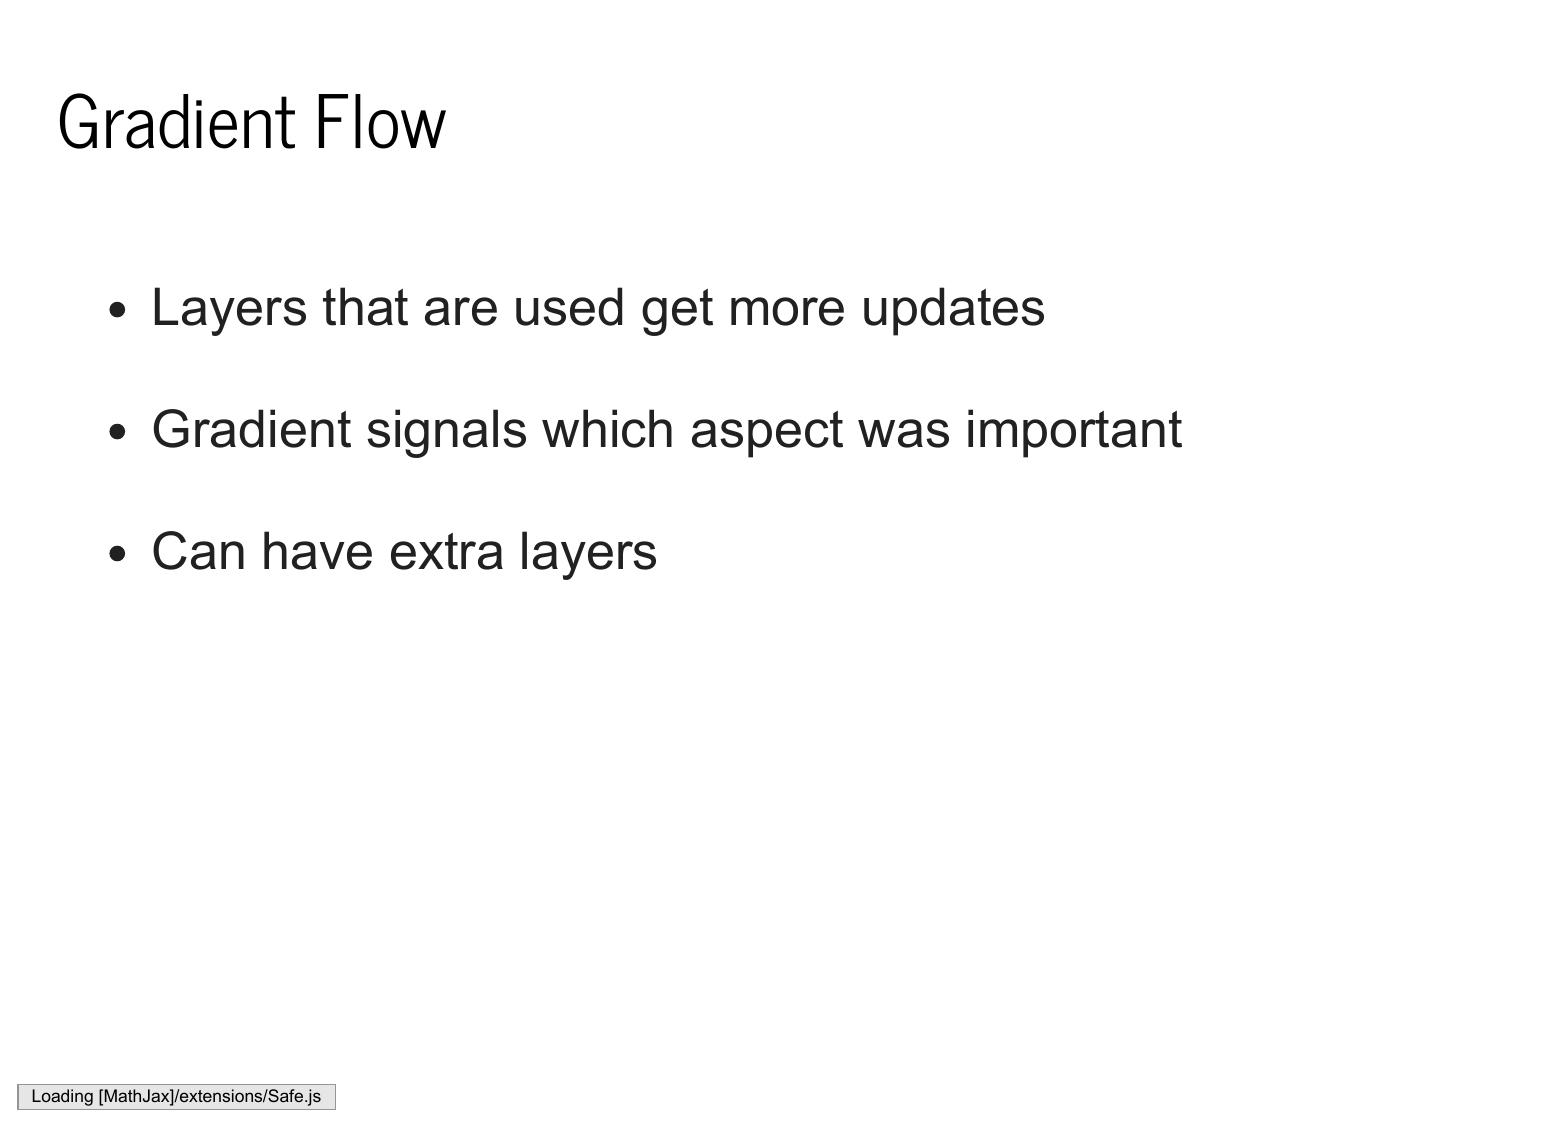 Gradient Flow
• Layers that are used get more updates
• Gradient signals which aspect was important
• Can have extra layers
Loading [MathJax]/extensions/Safe.js